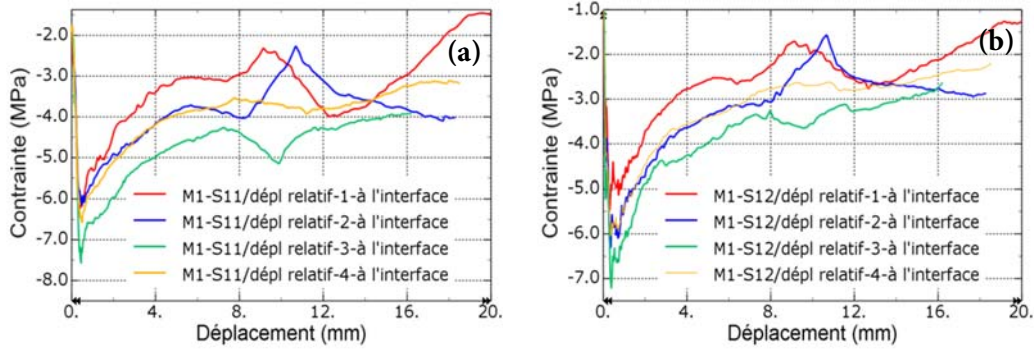 (a)
Contrainte (MPa)
-2.0
-3.0
-4.0
-5.0
-6.0
-7.0
-8.0
M1-S11/dépl relatif-1-à l'interface
M1-S11/dépl relatif-2-à l'interface
M1-S11/dépl relatif-3-à l'interface
M1-S11/dépl relatif-4-à l'interface
0. 4. 8. 12. 16. 20.
Déplacement (mm)
(b)
Contrainte (MPa)
-1.0
-2.0
-3.0
-4.0
-5.0
-6.0
-7.0
M1-S12/dépl relatif-1-à l'interface
M1-S12/dépl relatif-2-à l'interface
M1-S12/dépl relatif-3-à l'interface
M1-S12/dépl relatif-4-à l'interface
0. 4. 8. 12. 16. 20.
Déplacement (mm)